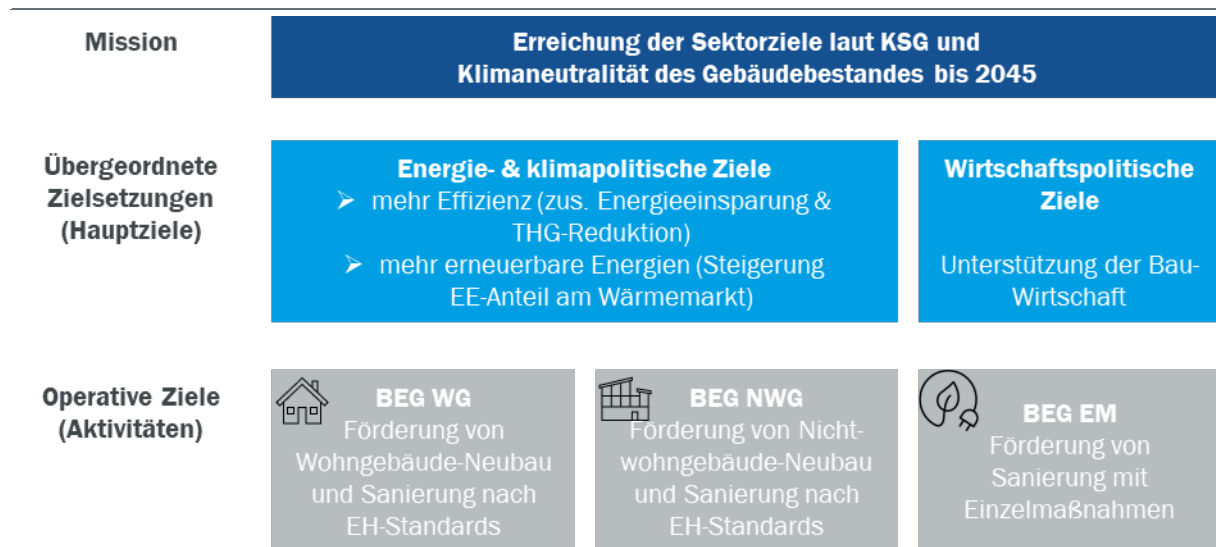 Mission
Erreichung der Sektorziele laut KSG und
Klimaneutralität des Gebäudebestandes bis 2045
Übergeordnete
Zielsetzungen
(Hauptziele)
Energie- & klimapolitische Ziele
➢ mehr Effizienz (zus. Energieeinsparung &
THG-Reduktion)
➢ mehr erneuerbare Energien (Steigerung
EE-Anteil am Wärmemarkt)
Wirtschaftspolitische
Ziele
Unterstützung der Bau-
Wirtschaft
Operative Ziele
(Aktivitäten)
BEG WG
Förderung von
Wohngebäude-Neubau
und Sanierung nach
EH-Standards
BEG NWG
Förderung von Nicht-
wohngebäude-Neubau
und Sanierung nach
EH-Standards
BEG EM
Förderung von
Sanierung mit
Einzelmaßnahmen